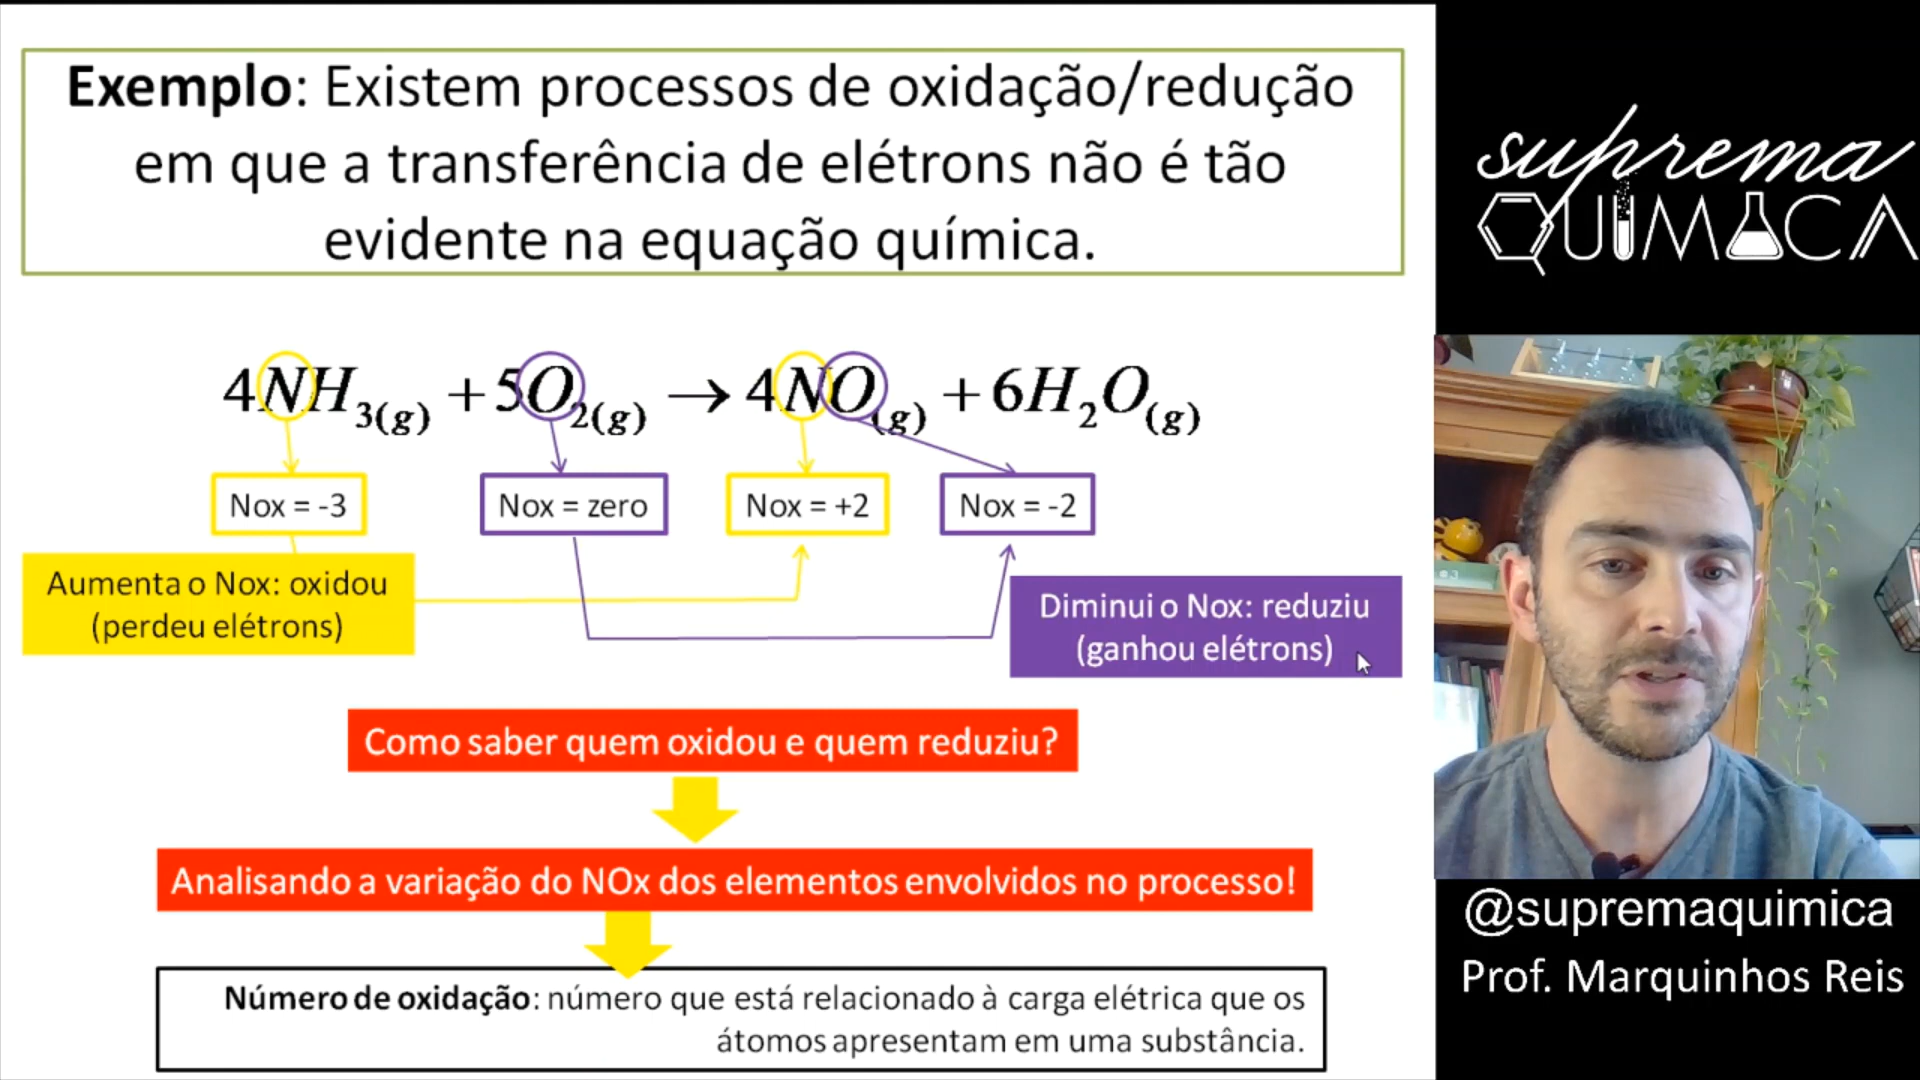 Exemplo: Existem processos de oxidação/redução
em que a transferência de elétrons não é tão
evidente na equação química.
4NH₃(g) + 5O₂(g) → 4NO(g) + 6H₂O(g)
Nox = -3
Nox = zero
Nox = +2
Nox = -2
Aumenta o Nox: oxidou
(perdeu elétrons)
Diminui o Nox: reduziu
(ganhou elétrons)
Como saber quem oxidou e quem reduziu?
Analisando a variação do NOx dos elementos envolvidos no processo!
Número de oxidação: número que está relacionado à carga elétrica que os
átomos apresentam em uma substância.
suprema
QUÍMICA
@supremaquimica
Prof. Marquinhos Reis